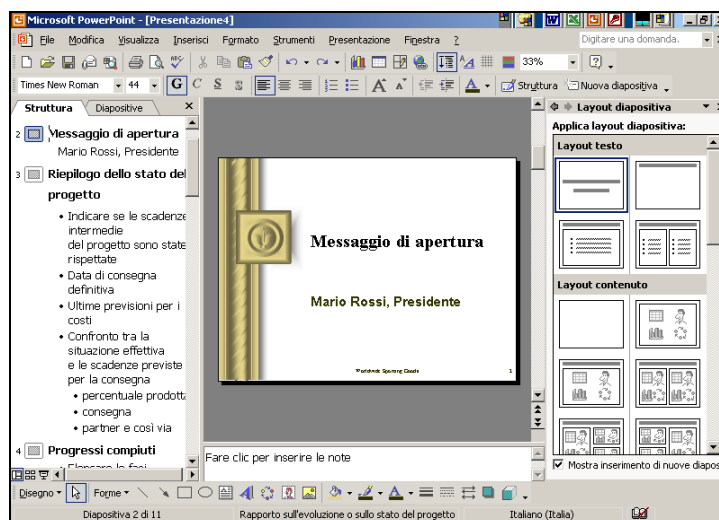 Microsoft PowerPoint - [Presentazione4]
File Modifica Visualizza Inserisci Formato Strumenti Presentazione Finestra ? Digitare una domanda.
33%
Times New Roman 44 G C S S Struttura Nuova diapositiva
Struttura Diapositive
Layout diapositiva
Applica layout diapositiva:
Layout testo
2 Messaggio di apertura
Mario Rossi, Presidente
3 Riepilogo dello stato del
progetto
• Indicare se le scadenze
intermedie
del progetto sono state
rispettate
• Data di consegna
definitiva
• Ultime previsioni per i
costi
• Confronto tra la
situazione effettiva
e le scadenze previste
per la consegna
• percentuale prodotta
• consegna
• partner e così via
4 Progressi compiuti
Messaggio di apertura
Mario Rossi, Presidente
Worldwide Sporting Goods
Layout contenuto
Fare clic per inserire le note
Mostra inserimento di nuove diapos
Disegno Forme
Diapositiva 2 di 11 Rapporto sull'evoluzione o sullo stato del progetto Italiano (Italia)